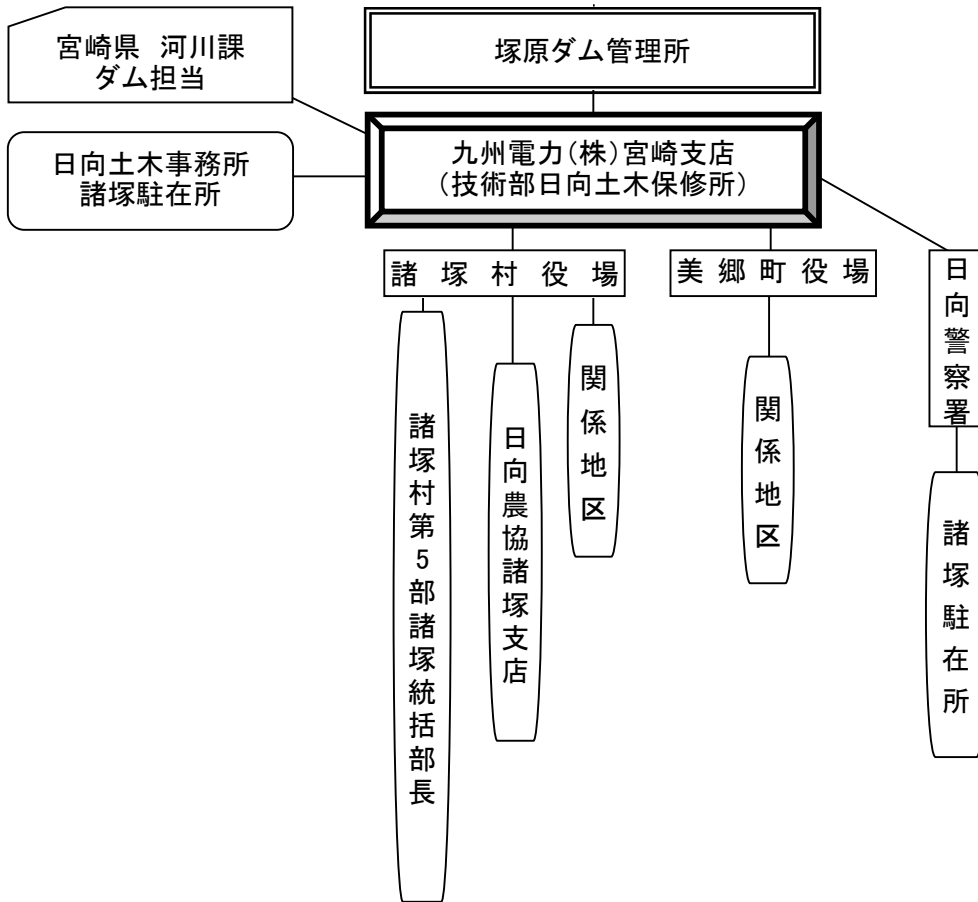 宮崎県 河川課
ダム担当
塚原ダム管理所
日向土木事務所
諸塚駐在所
九州電力(株)宮崎支店
(技術部日向土木保修所)
諸塚村役場
美郷町役場
日向警察署
諸塚村第5部諸塚統括部長
日向農協諸塚支店
関係地区
関係地区
諸塚駐在所